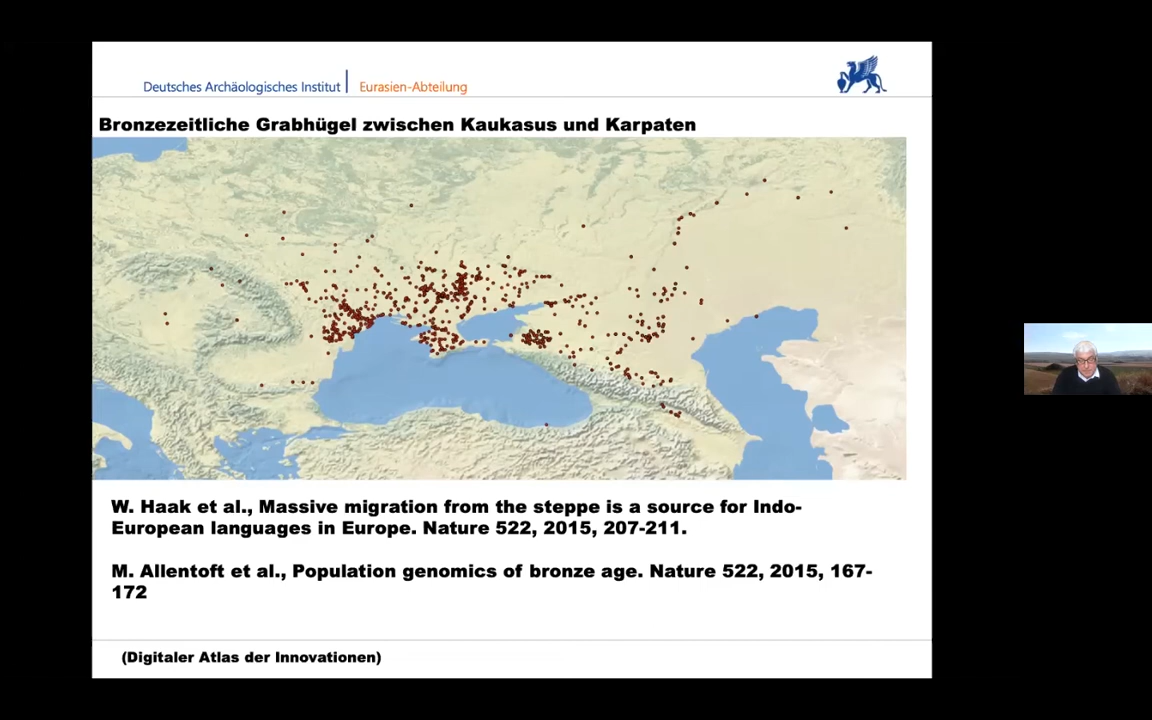 Deutsches Archäologisches Institut | Eurasien-Abteilung
Bronzezeitliche Grabhügel zwischen Kaukasus und Karpaten
W. Haak et al., Massive migration from the steppe is a source for Indo-
European languages in Europe. Nature 522, 2015, 207-211.
M. Allentoft et al., Population genomics of bronze age. Nature 522, 2015, 167-
172
(Digitaler Atlas der Innovationen)